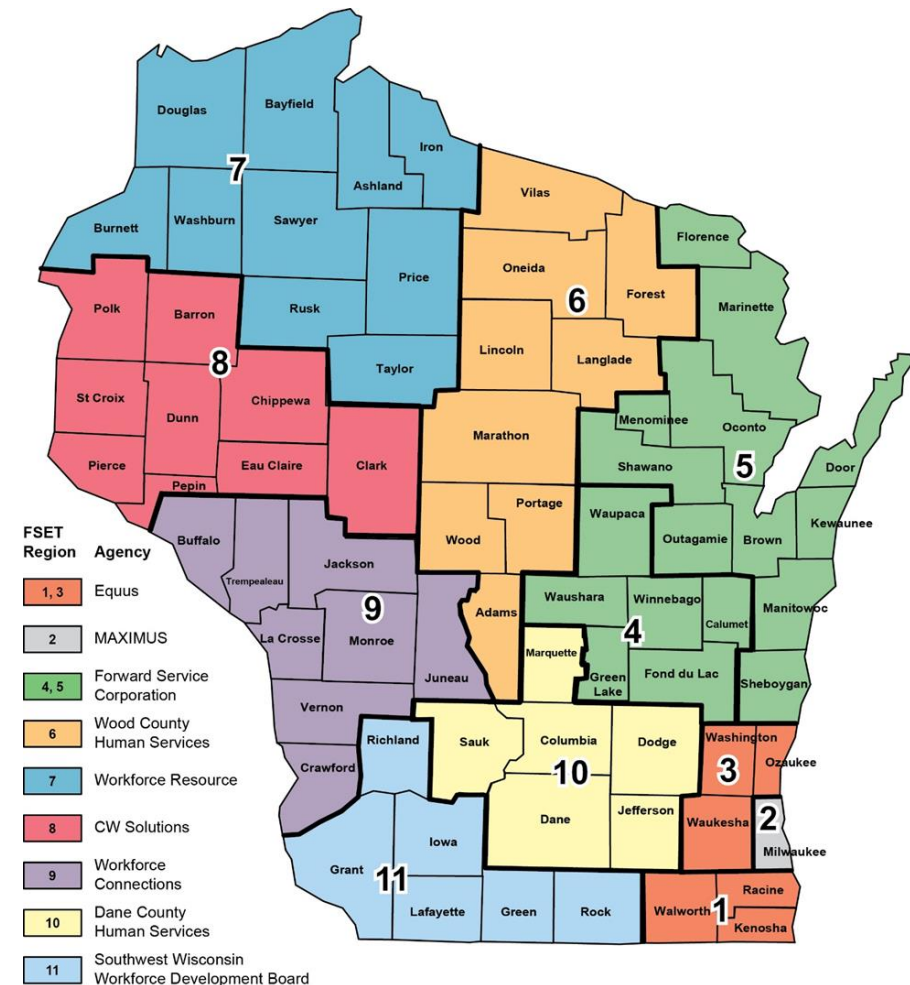 Douglas
Bayfield
Iron
7
Ashland
Vilas
Burnett
Washburn
Sawyer
Florence
Oneida
Price
Forest
6
Polk
Barron
Rusk
Marinette
Lincoln
Langlade
8
Taylor
St Croix
Chippewa
Dunn
Menominee
Oconto
Marathon
Pierce
Eau Claire
Clark
Shawano
5
Door
Pepin
Portage
Waupaca
Kewaunee
Buffalo
Wood
Outagamie
Brown
Jackson
Trempealeau
Waushara
Winnebago
Manitowoc
9
Adams
Calumet
La Crosse
Monroe
4
Marquette
Juneau
Green
Lake
Fond du Lac
Sheboygan
Vernon
Richland
Sauk
Columbia
Dodge
Washington
Ozaukee
Crawford
10
3
Dane
Jefferson
Waukesha
2
Milwaukee
Iowa
Grant
11
Lafayette
Green
Rock
Walworth
1
Racine
Kenosha
FSET
Region
Agency
1, 3
Equus
2
MAXIMUS
4, 5
Forward Service
Corporation
6
Wood County
Human Services
7
Workforce Resource
8
CW Solutions
9
Workforce
Connections
10
Dane County
Human Services
11
Southwest Wisconsin
Workforce Development Board